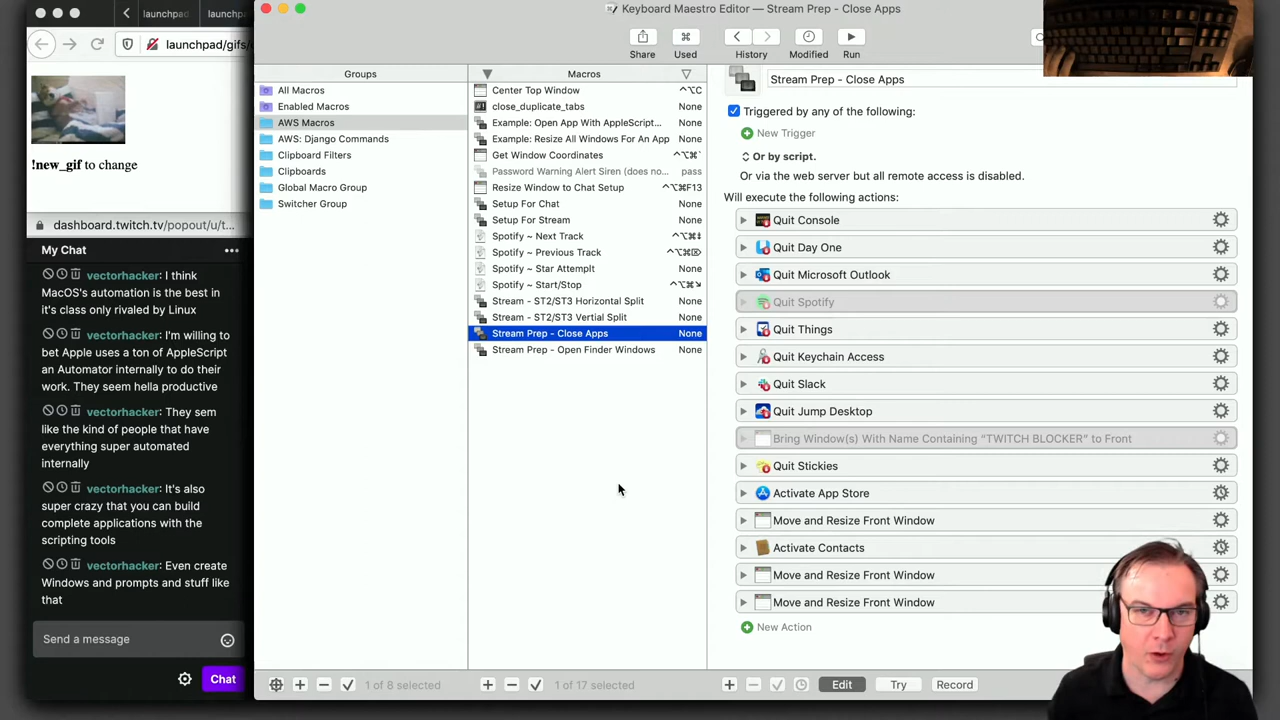 launchpad
launchpad
launchpad/gifs/
!new_gif to change
dashboard.twitch.tv/popout/u/t...
My Chat
vectorhacker: I think
MacOS's automation is the best in
it's class only rivaled by Linux
vectorhacker: I'm willing to
bet Apple uses a ton of AppleScript
an Automator internally to do their
work. They seem hella productive
vectorhacker: They sem
like the kind of people that have
everything super automated
internally
vectorhacker: It's also
super crazy that you can build
complete applications with the
scripting tools
vectorhacker: Even create
Windows and prompts and stuff like
that
Send a message
Chat
Keyboard Maestro Editor — Stream Prep - Close Apps
Share
Used
History
Modified
Run
Groups
All Macros
Enabled Macros
AWS Macros
AWS: Django Commands
Clipboard Filters
Clipboards
Global Macro Group
Switcher Group
1 of 8 selected
Macros
Center Top Window ^⌥C
close_duplicate_tabs None
Example: Open App With AppleScript... None
Example: Resize All Windows For An App None
Get Window Coordinates ^⌥⌘`
Password Warning Alert Siren (does no... pass
Resize Window to Chat Setup ^⌥⌘F13
Setup For Chat None
Setup For Stream None
Spotify ~ Next Track ^⌥⌘⇟
Spotify ~ Previous Track ^⌥⌘⌦
Spotify ~ Star AttempIt None
Spotify ~ Start/Stop ^⌥⌘↘
Stream - ST2/ST3 Horizontal Split None
Stream - ST2/ST3 Vertial Split None
Stream Prep - Close Apps None
Stream Prep - Open Finder Windows None
1 of 17 selected
Stream Prep - Close Apps
Triggered by any of the following:
New Trigger
Or by script.
Or via the web server but all remote access is disabled.
Will execute the following actions:
Quit Console
Quit Day One
Quit Microsoft Outlook
Quit Spotify
Quit Things
Quit Keychain Access
Quit Slack
Quit Jump Desktop
Bring Window(s) With Name Containing “TWITCH BLOCKER” to Front
Quit Stickies
Activate App Store
Move and Resize Front Window
Activate Contacts
Move and Resize Front Window
Move and Resize Front Window
New Action
Edit
Try
Record